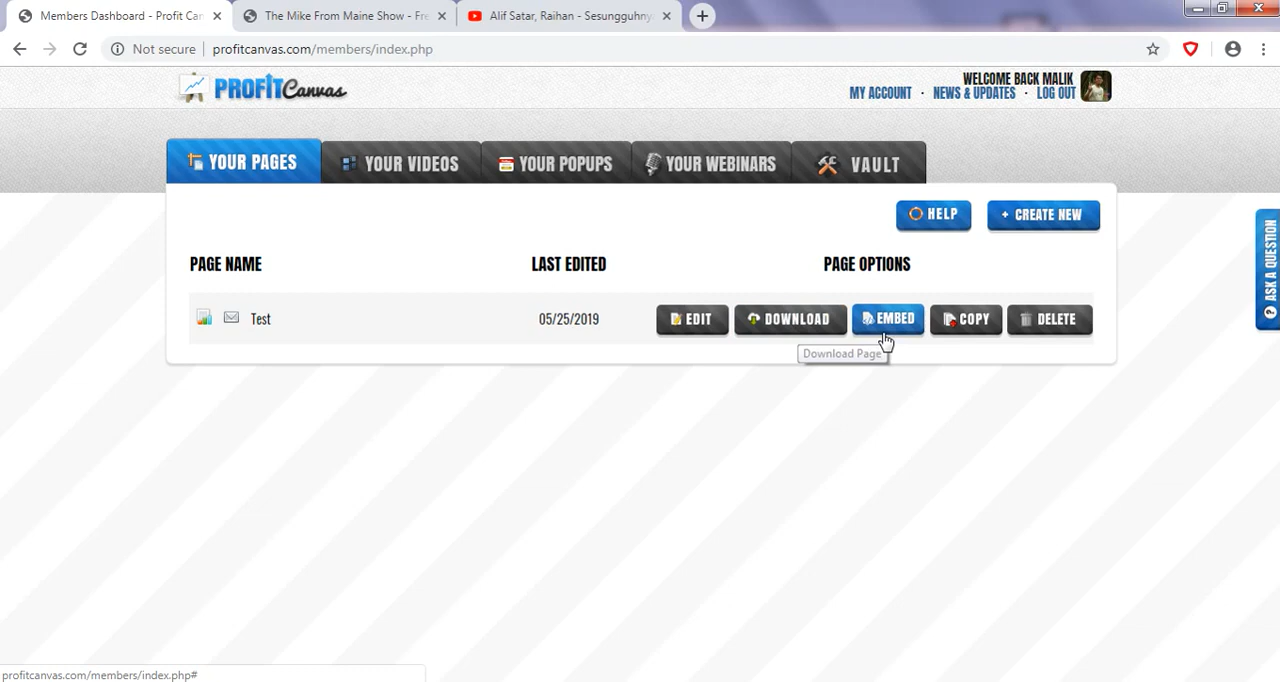 Members Dashboard - Profit Can
The Mike From Maine Show - Fre
Alif Satar, Raihan - Sesungguhny
Not secure
profitcanvas.com/members/index.php
PROFIT Canvas
WELCOME BACK MALIK
MY ACCOUNT · NEWS & UPDATES · LOG OUT
YOUR PAGES
YOUR VIDEOS
YOUR POPUPS
YOUR WEBINARS
VAULT
HELP
+ CREATE NEW
ASK A QUESTION
PAGE NAME
LAST EDITED
PAGE OPTIONS
Test
05/25/2019
EDIT
DOWNLOAD
EMBED
COPY
DELETE
Download Page
profitcanvas.com/members/index.php#